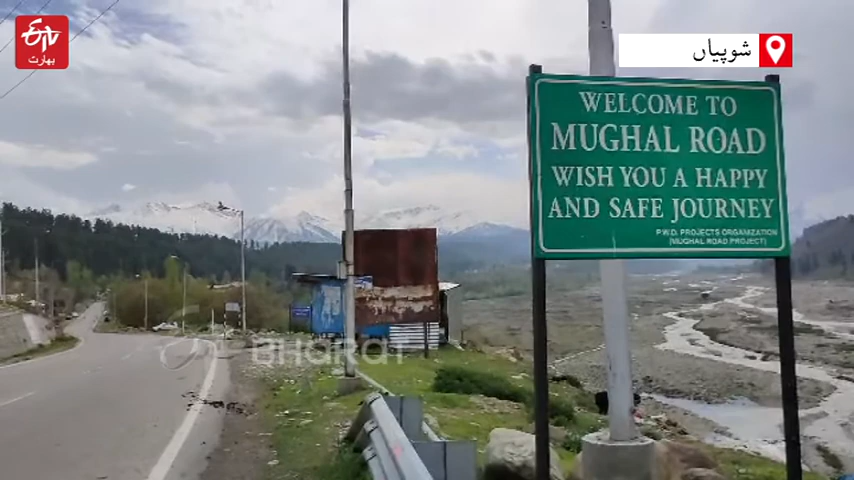 ETV
بھارت
شوپیاں
WELCOME TO
MUGHAL ROAD
WISH YOU A HAPPY
AND SAFE JOURNEY
P.W.D. PROJECTS ORGANIZATION
(MUGHAL ROAD PROJECT)
BHARAT